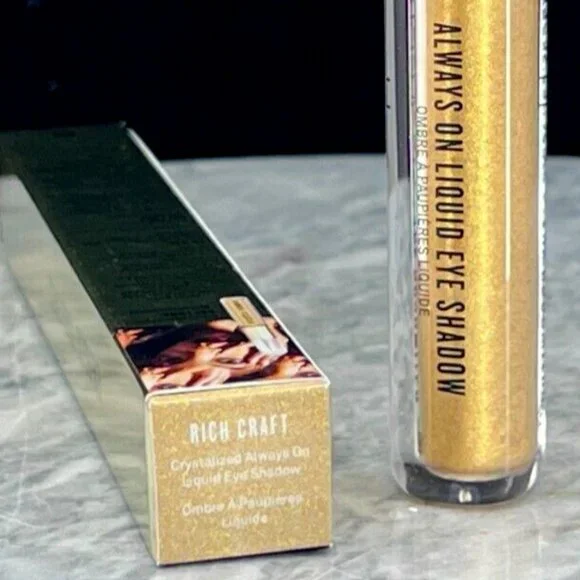 ALWAYS ON LIQUID EYE SHADOW
OMBRE À PAUPIÈRES LIQUIDE
RICH CRAFT
Crystalized Always On
Liquid Eye Shadow
Ombre À Paupières
Liquide